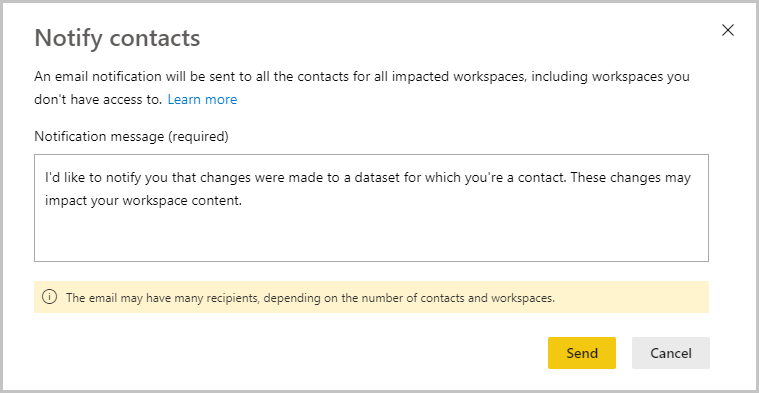 Notify contacts
An email notification will be sent to all the contacts for all impacted workspaces, including workspaces you
don't have access to. Learn more
Notification message (required)
I'd like to notify you that changes were made to a dataset for which you're a contact. These changes may
impact your workspace content.
The email may have many recipients, depending on the number of contacts and workspaces.
Send Cancel